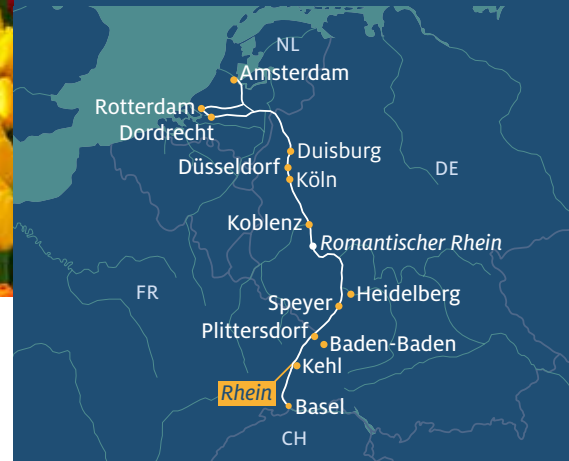 NL
Amsterdam
Rotterdam
Dordrecht
Duisburg
Düsseldorf
DE
Köln
Koblenz
Romantischer Rhein
FR
Heidelberg
Speyer
Plittersdorf
Baden-Baden
Kehl
Rhein
Basel
CH